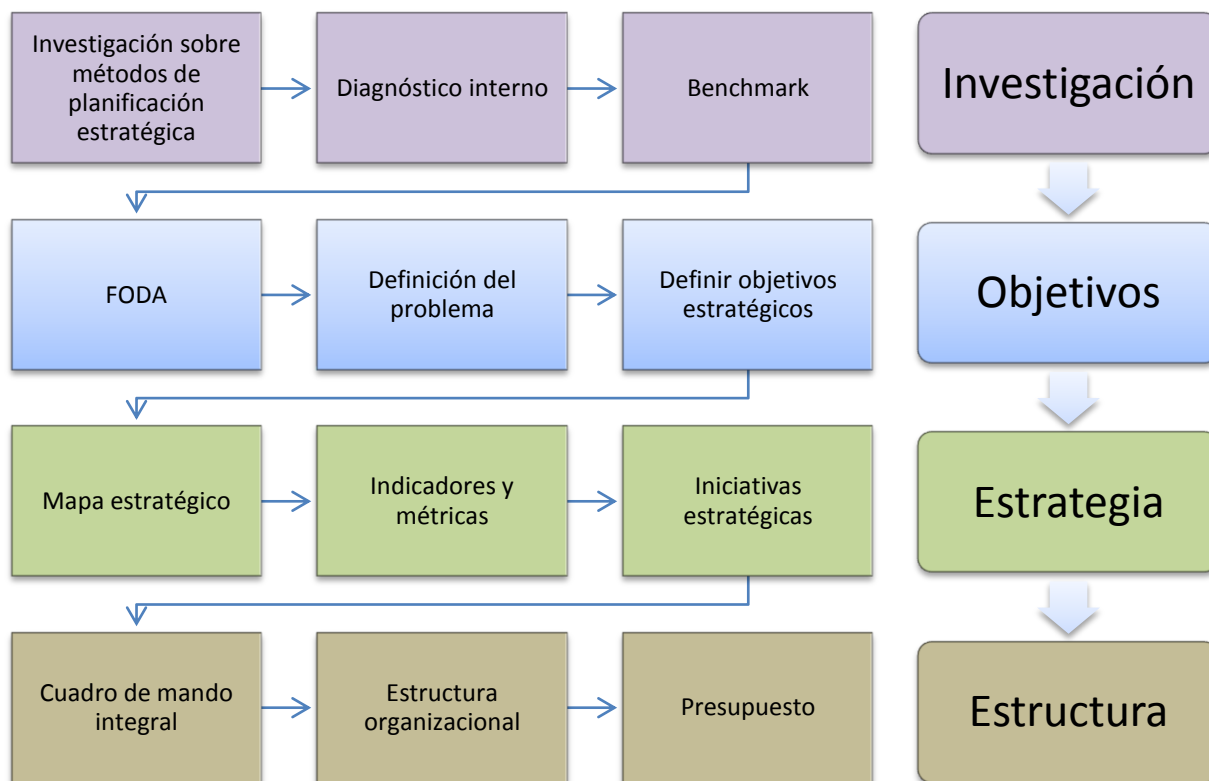 Investigación sobre
métodos de
planificación
estratégica
Diagnóstico interno
Benchmark
Investigación
FODA
Definición del
problema
Definir objetivos
estratégicos
Objetivos
Mapa estratégico
Indicadores y
métricas
Iniciativas
estratégicas
Estrategia
Cuadro de mando
integral
Estructura
organizacional
Presupuesto
Estructura